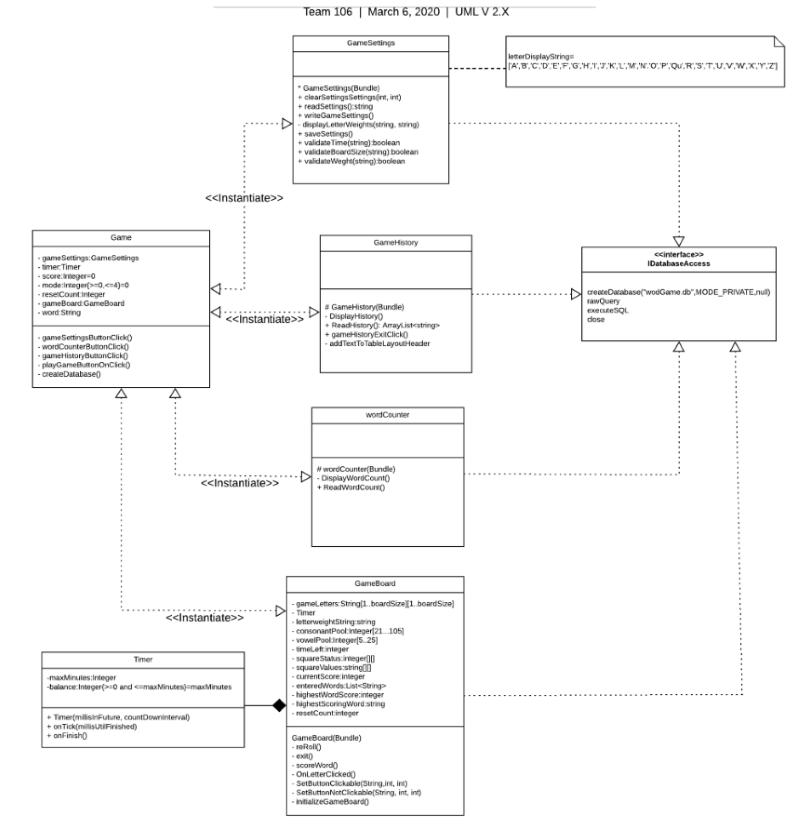 Team 106 | March 6, 2020 | UML V 2.X
GameSettings
* GameSettings(Bundle)
+ clearSettingsSettings(int, int)
+ readSettings():string
+ writeGameSettings()
- displayLetterWeights(string, string)
+ saveSettings()
+ validateTime(string):boolean
+ validateBoardSize(string):boolean
+ validateWeght(string):boolean
letterDisplayString=
['A','B','C','D','E','F','G','H','I','J','K','L','M','N','O','P','Qu','R','S','T','U','V','W','X','Y','Z']
<<Instantiate>>
Game
- gameSettings:GameSettings
- timer:Timer
- score:Integer=0
- mode:Integer{>=0,<=4}=0
- resetCount:Integer
- gameBoard:GameBoard
- word:String
- gameSettingsButtonClick()
- wordCounterButtonClick()
- gameHistoryButtonClick()
- playGameButtonOnClick()
- createDatabase()
<<Instantiate>>
GameHistory
# GameHistory(Bundle)
- DisplayHistory()
+ ReadHistory(): ArrayList<string>
+ gameHistoryExitClick()
- addTextToTableLayoutHeader
<<interface>>
IDatabaseAccess
createDatabase("wodGame.db",MODE_PRIVATE,null)
rawQuery
executeSQL
close
wordCounter
# wordCounter(Bundle)
- DisplayWordCount()
+ ReadWordCount()
<<Instantiate>>
GameBoard
- gameLetters:String[1..boardSize][1..boardSize]
- Timer
- letterweightString:string
- consonantPool:Integer[21...105]
- vowelPool:Integer[5..25]
- timeLeft:integer
- squareStatus:integer[][]
- squareValues:string[][]
- currentScore:integer
- enteredWords:List<String>
- highestWordScore:integer
- highestScoringWord:string
- resetCount:integer
GameBoard(Bundle)
- reRoll()
- exit()
- scoreWord()
- OnLetterClicked()
- SetButtonClickable(String,int, int)
- SetButtonNotClickable(String, int, int)
- initializeGameBoard()
<<Instantiate>>
Timer
-maxMinutes:Integer
-balance:Integer{>=0 and <=maxMinutes}=maxMinutes
+ Timer(millisInFuture, countDownInterval)
+ onTick(millisUtilFinished)
+ onFinish()